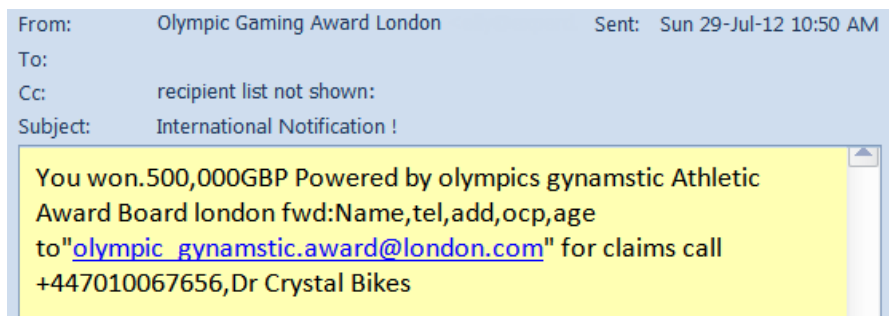 From: Olympic Gaming Award London Sent: Sun 29-Jul-12 10:50 AM
To:
Cc: recipient list not shown:
Subject: International Notification !
You won.500,000GBP Powered by olympics gynamstic Athletic
Award Board london fwd:Name,tel,add,ocp,age
to"olympic_gynamstic.award@london.com" for claims call
+447010067656,Dr Crystal Bikes